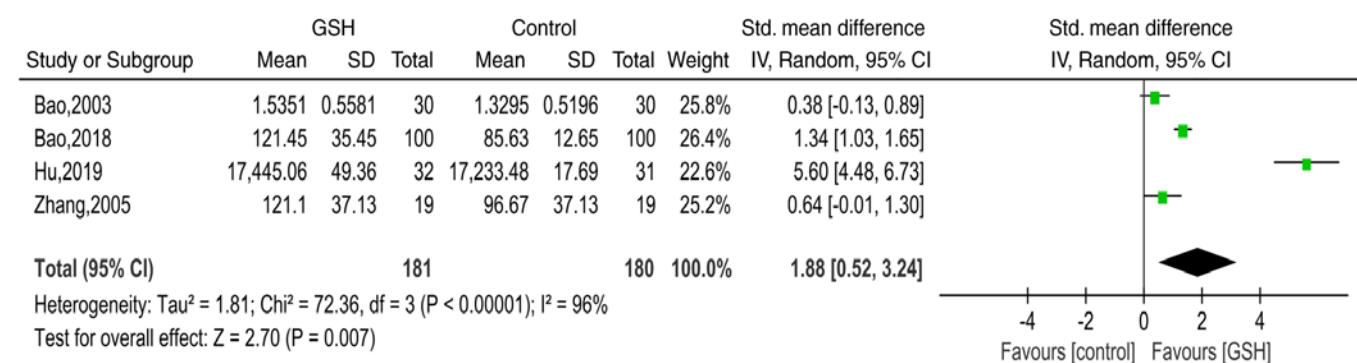 GSH Control Std. mean difference Std. mean difference
Study or Subgroup Mean SD Total Mean SD Total Weight IV, Random, 95% CI IV, Random, 95% CI
Bao,2003 1.5351 0.5581 30 1.3295 0.5196 30 25.8% 0.38 [-0.13, 0.89]
Bao,2018 121.45 35.45 100 85.63 12.65 100 26.4% 1.34 [1.03, 1.65]
Hu,2019 17,445.06 49.36 32 17,233.48 17.69 31 22.6% 5.60 [4.48, 6.73]
Zhang,2005 121.1 37.13 19 96.67 37.13 19 25.2% 0.64 [-0.01, 1.30]
Total (95% CI) 181 180 100.0% 1.88 [0.52, 3.24]
Heterogeneity: Tau² = 1.81; Chi² = 72.36, df = 3 (P < 0.00001); I² = 96%
Test for overall effect: Z = 2.70 (P = 0.007)
-4 -2 0 2 4
Favours [control] Favours [GSH]